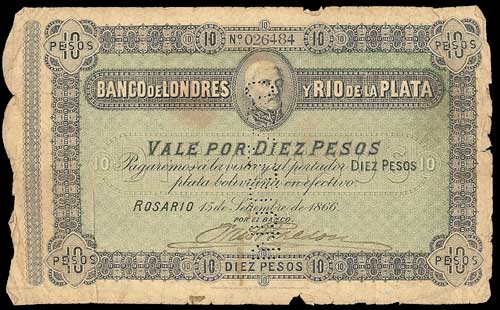 10 PESOS
10
Nº 026484
10
10 PESOS
BANCO DE LONDRES Y RIO DE LA PLATA
VALE POR DIEZ PESOS
10 Pagaremos á la vista y al portador DIEZ PESOS 10
plata boliviana en efectivo
ROSARIO 15 de Setiembre de 1866.
POR EL BANCO.
10 PESOS
10
DIEZ PESOS
10
10 PESOS